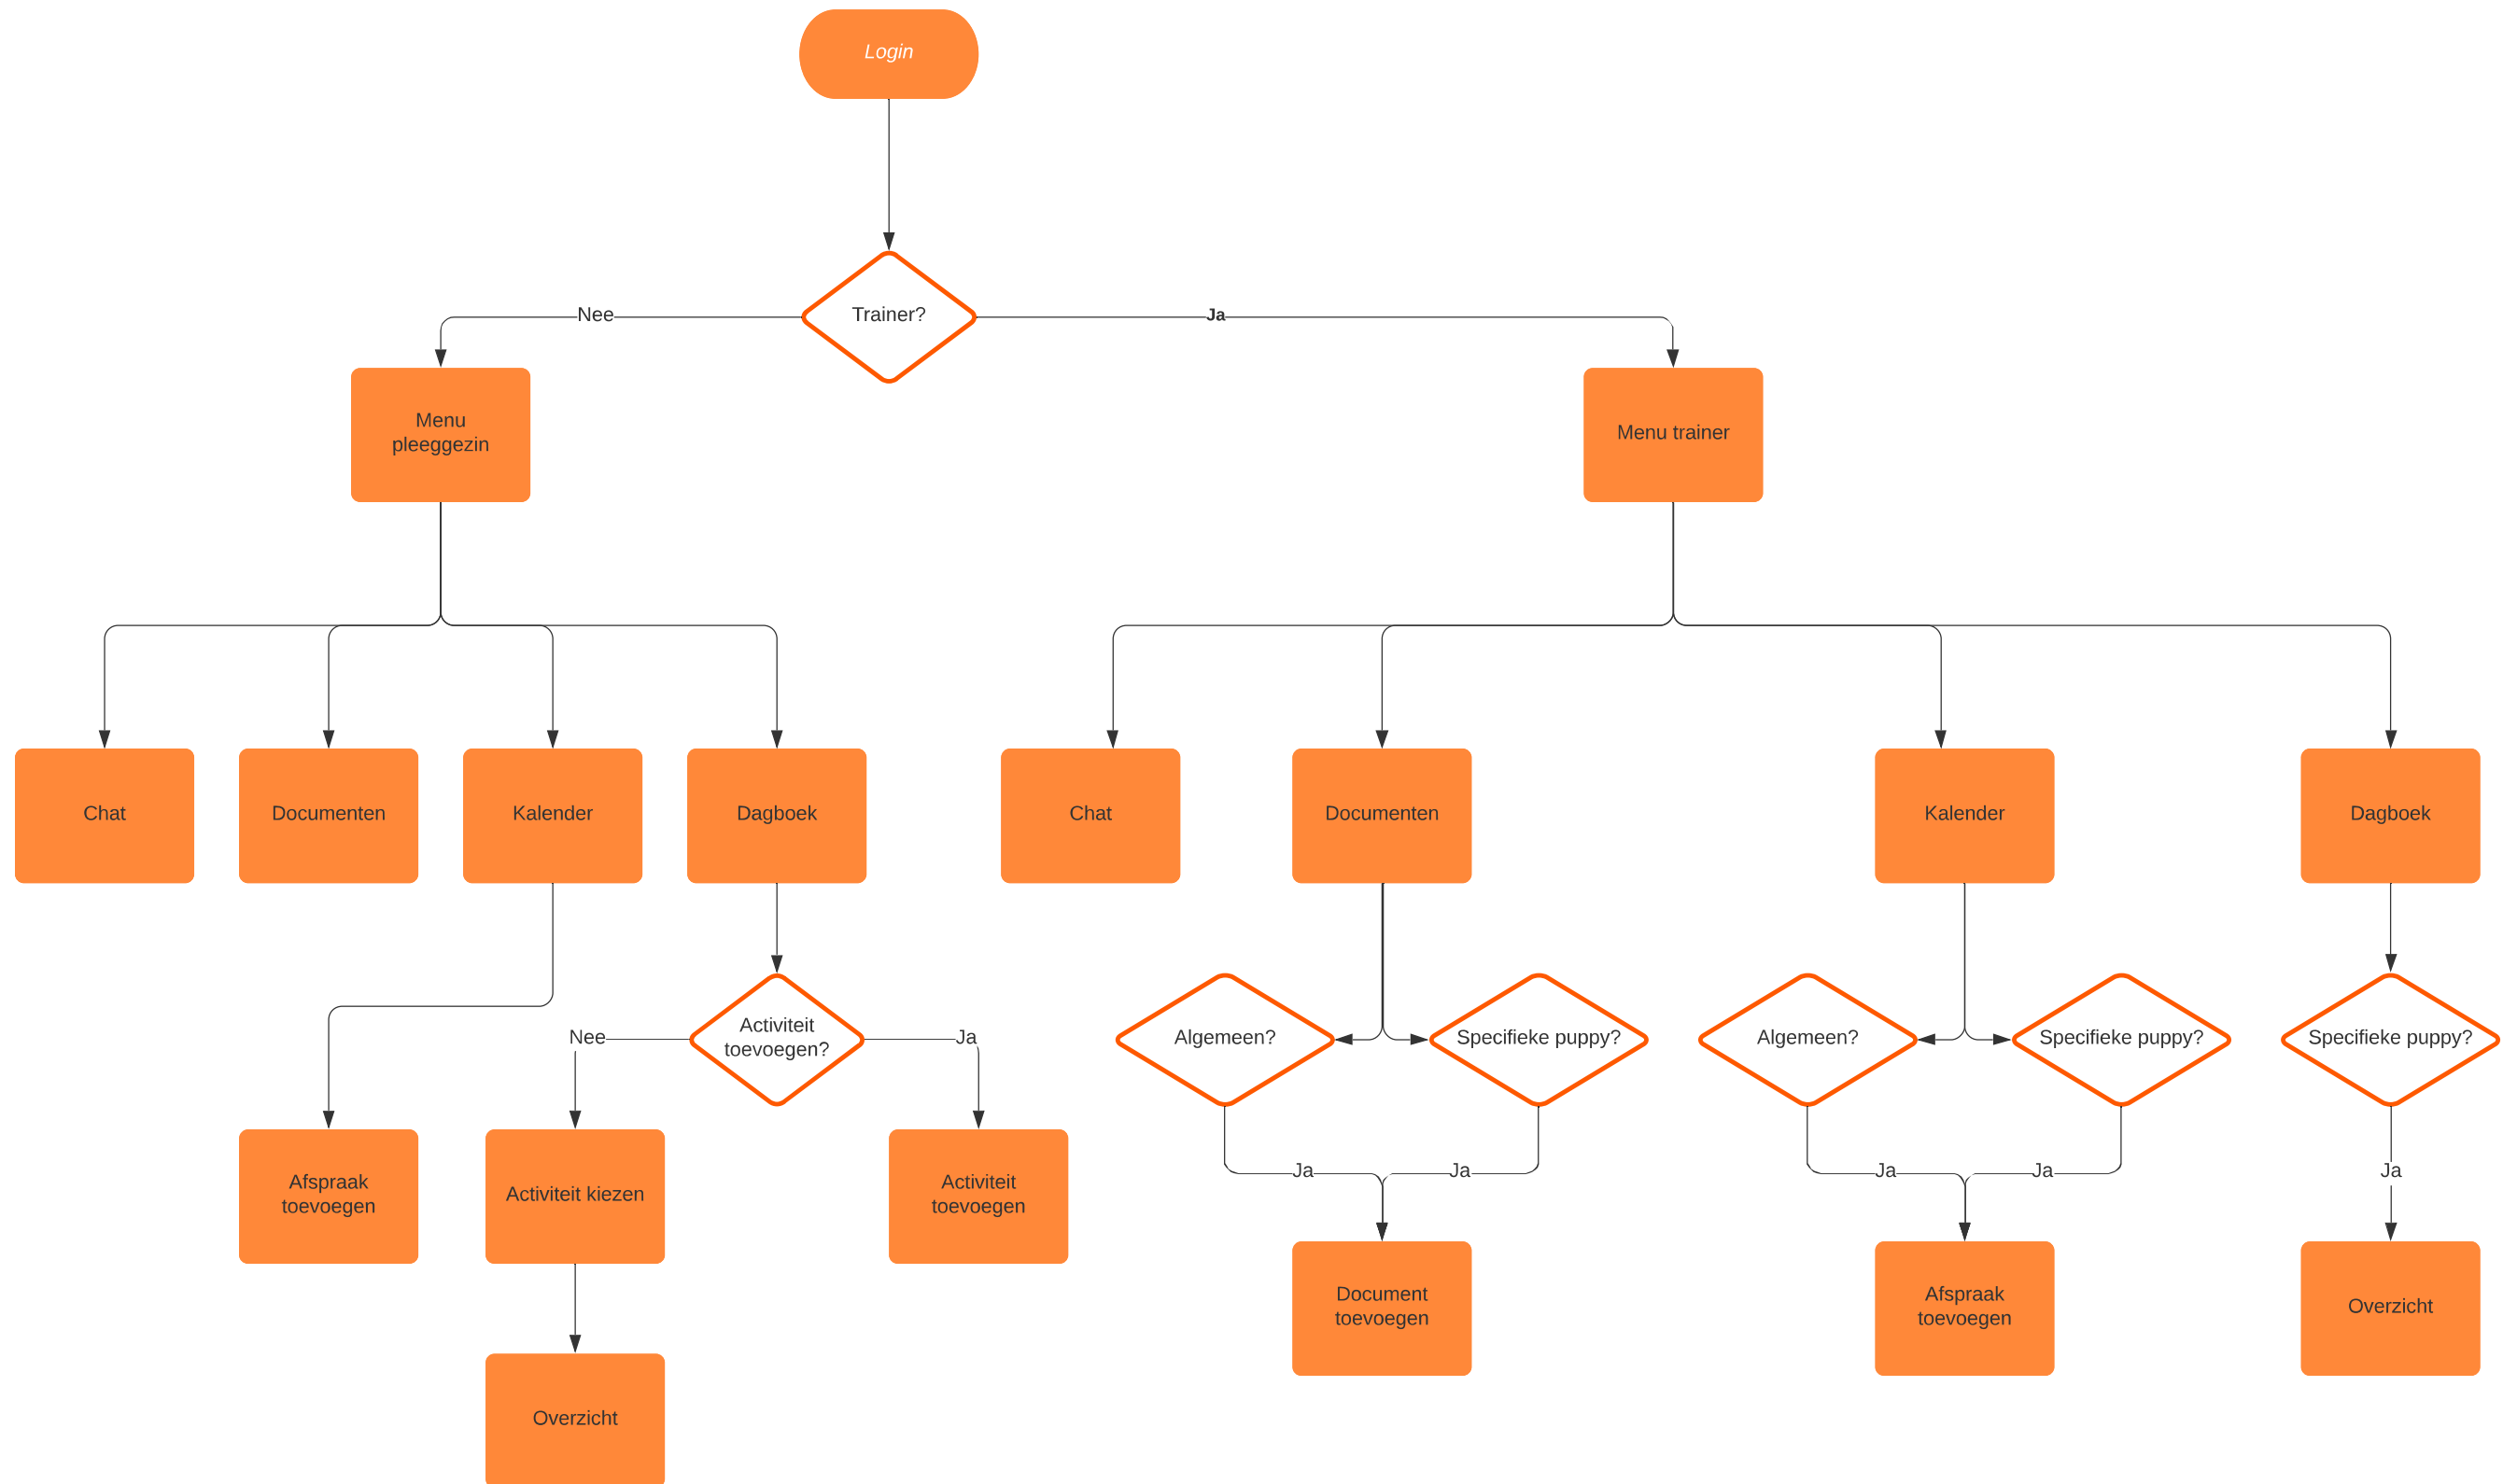 Login
Trainer?
Nee
Ja
Menu
pleeggezin
Menu trainer
Chat
Documenten
Kalender
Dagboek
Chat
Documenten
Kalender
Dagboek
Activiteit
toevoegen?
Nee
Ja
Algemeen?
Specifieke puppy?
Algemeen?
Specifieke puppy?
Specifieke puppy?
Afspraak
toevoegen
Activiteit kiezen
Activiteit
toevoegen
Ja
Ja
Ja
Ja
Ja
Document
toevoegen
Afspraak
toevoegen
Overzicht
Overzicht